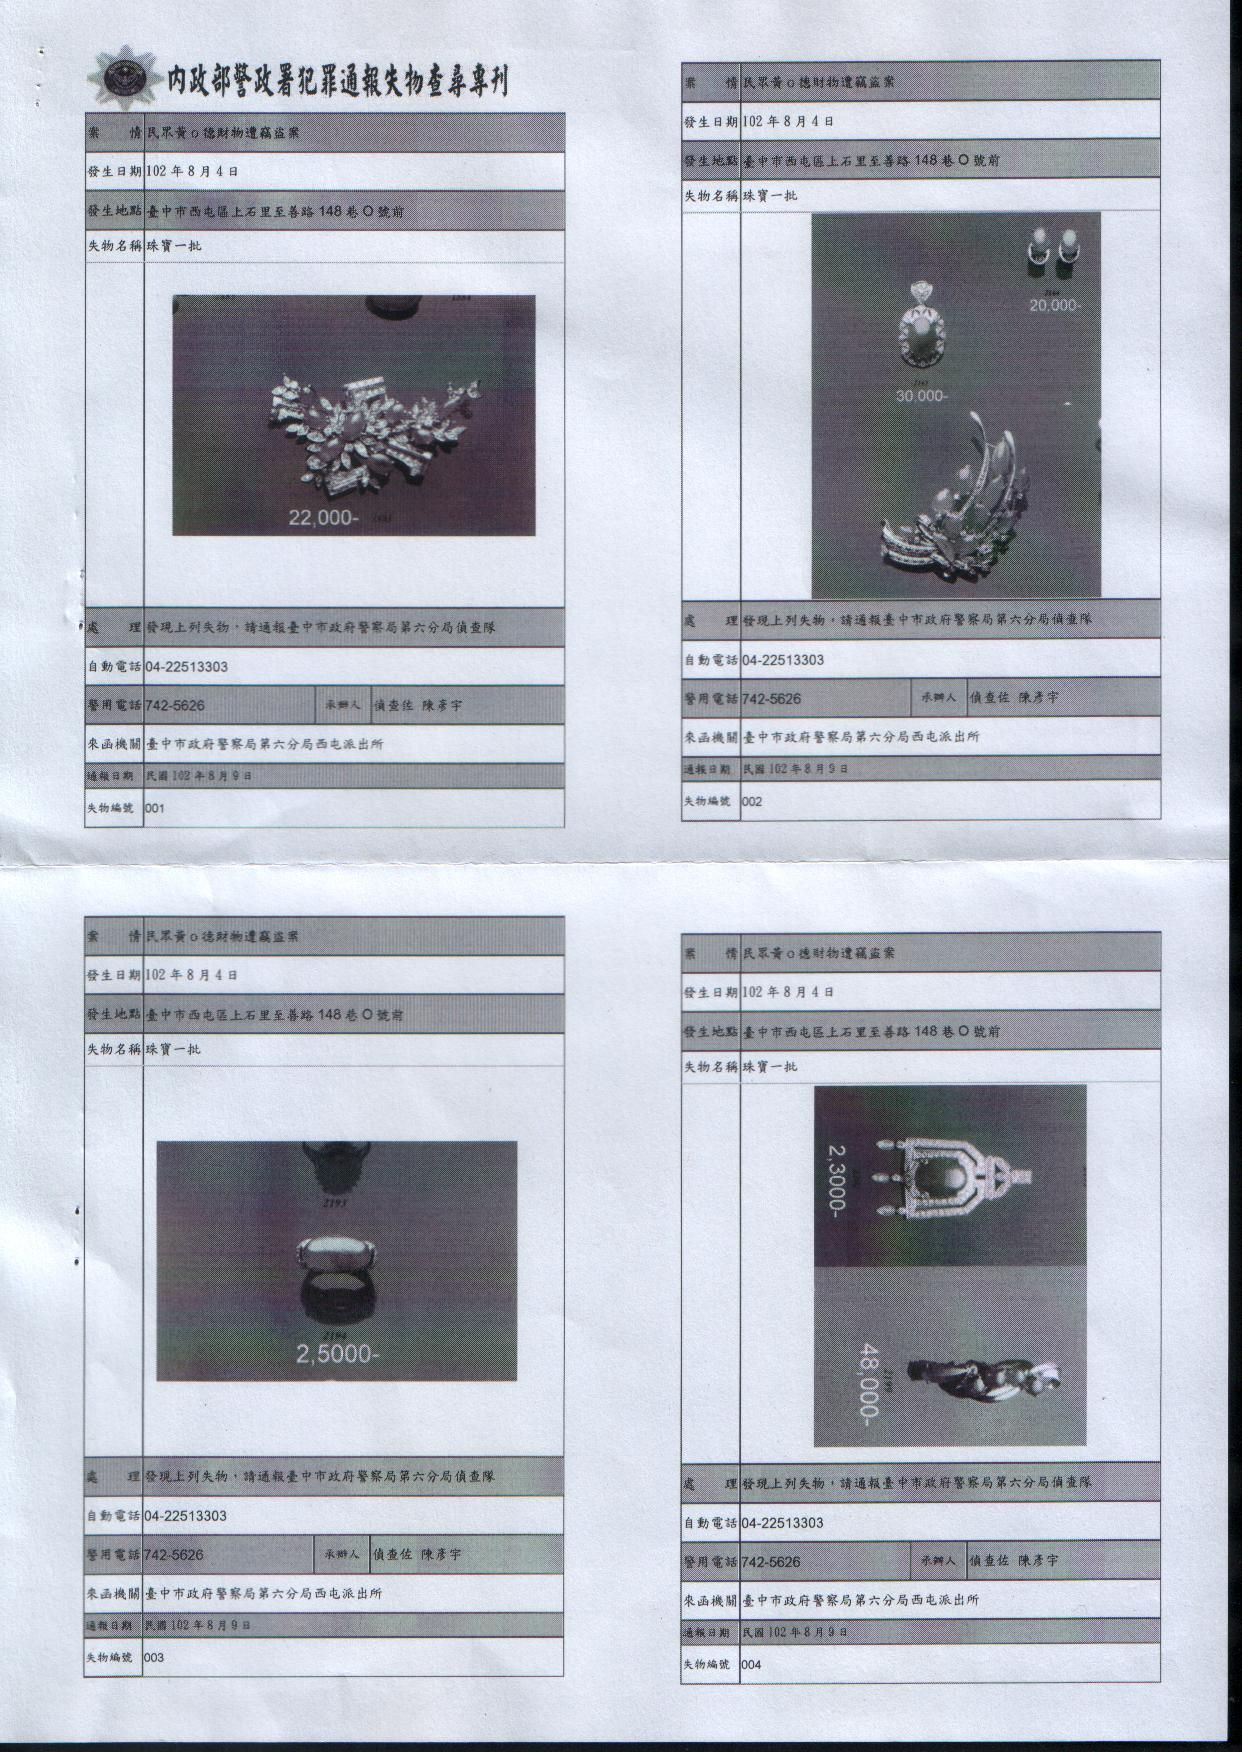 內政部警政署犯罪通報失物查尋專刊
案 情 民眾黃o德財物遭竊盜案
發生日期 102年8月4日
發生地點 臺中市西屯區上石里至善路148巷O號前
失物名稱 珠寶一批
22,000-
處 理 發現上列失物，請通報臺中市政府警察局第六分局偵查隊
自動電話 04-22513303
警用電話 742-5626 承辦人 偵查佐 陳彥宇
來函機關 臺中市政府警察局第六分局西屯派出所
通報日期 民國102年8月9日
失物編號 001
案 情 民眾黃o德財物遭竊盜案
發生日期 102年8月4日
發生地點 臺中市西屯區上石里至善路148巷O號前
失物名稱 珠寶一批
20,000-
30,000-
處 理 發現上列失物，請通報臺中市政府警察局第六分局偵查隊
自動電話 04-22513303
警用電話 742-5626 承辦人 偵查佐 陳彥宇
來函機關 臺中市政府警察局第六分局西屯派出所
通報日期 民國102年8月9日
失物編號 002
案 情 民眾黃o德財物遭竊盜案
發生日期 102年8月4日
發生地點 臺中市西屯區上石里至善路148巷O號前
失物名稱 珠寶一批
2193
2194
2,5000-
處 理 發現上列失物，請通報臺中市政府警察局第六分局偵查隊
自動電話 04-22513303
警用電話 742-5626 承辦人 偵查佐 陳彥宇
來函機關 臺中市政府警察局第六分局西屯派出所
通報日期 民國102年8月9日
失物編號 003
案 情 民眾黃o德財物遭竊盜案
發生日期 102年8月4日
發生地點 臺中市西屯區上石里至善路148巷O號前
失物名稱 珠寶一批
2,3000-
48,000-
處 理 發現上列失物，請通報臺中市政府警察局第六分局偵查隊
自動電話 04-22513303
警用電話 742-5626 承辦人 偵查佐 陳彥宇
來函機關 臺中市政府警察局第六分局西屯派出所
通報日期 民國102年8月9日
失物編號 004